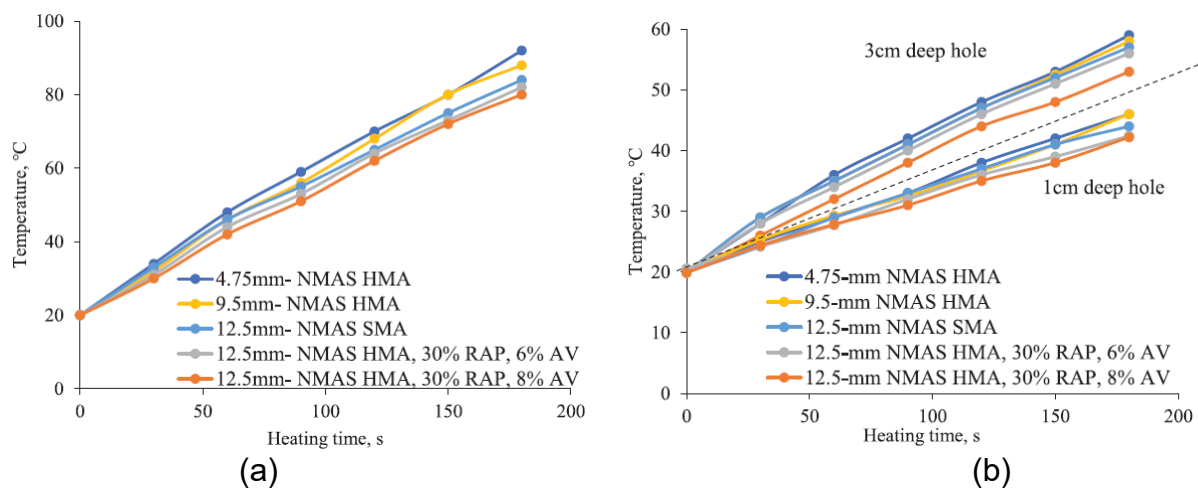 100
80
60
40
20
0
Temperature, °C
4.75mm- NMAS HMA
9.5mm- NMAS HMA
12.5mm- NMAS SMA
12.5mm- NMAS HMA, 30% RAP, 6% AV
12.5mm- NMAS HMA, 30% RAP, 8% AV
0 50 100 150 200
Heating time, s
(a)
60
50
40
30
20
10
0
Temperature, °C
3cm deep hole
1cm deep hole
4.75-mm NMAS HMA
9.5-mm NMAS HMA
12.5-mm NMAS SMA
12.5-mm NMAS HMA, 30% RAP, 6% AV
12.5-mm NMAS HMA, 30% RAP, 8% AV
0 50 100 150 200
Heating time, s
(b)